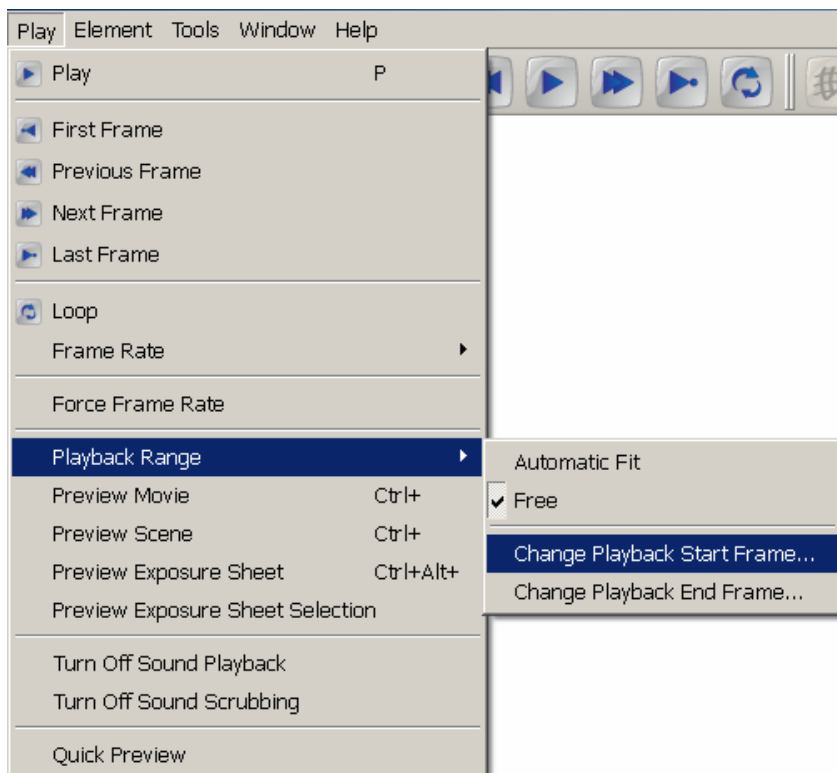 Play Element Tools Window Help
Play P
First Frame
Previous Frame
Next Frame
Last Frame
Loop
Frame Rate
Force Frame Rate
Playback Range
Automatic Fit
Preview Movie Ctrl+
Free
Preview Scene Ctrl+
Change Playback Start Frame...
Preview Exposure Sheet Ctrl+Alt+
Change Playback End Frame...
Preview Exposure Sheet Selection
Turn Off Sound Playback
Turn Off Sound Scrubbing
Quick Preview